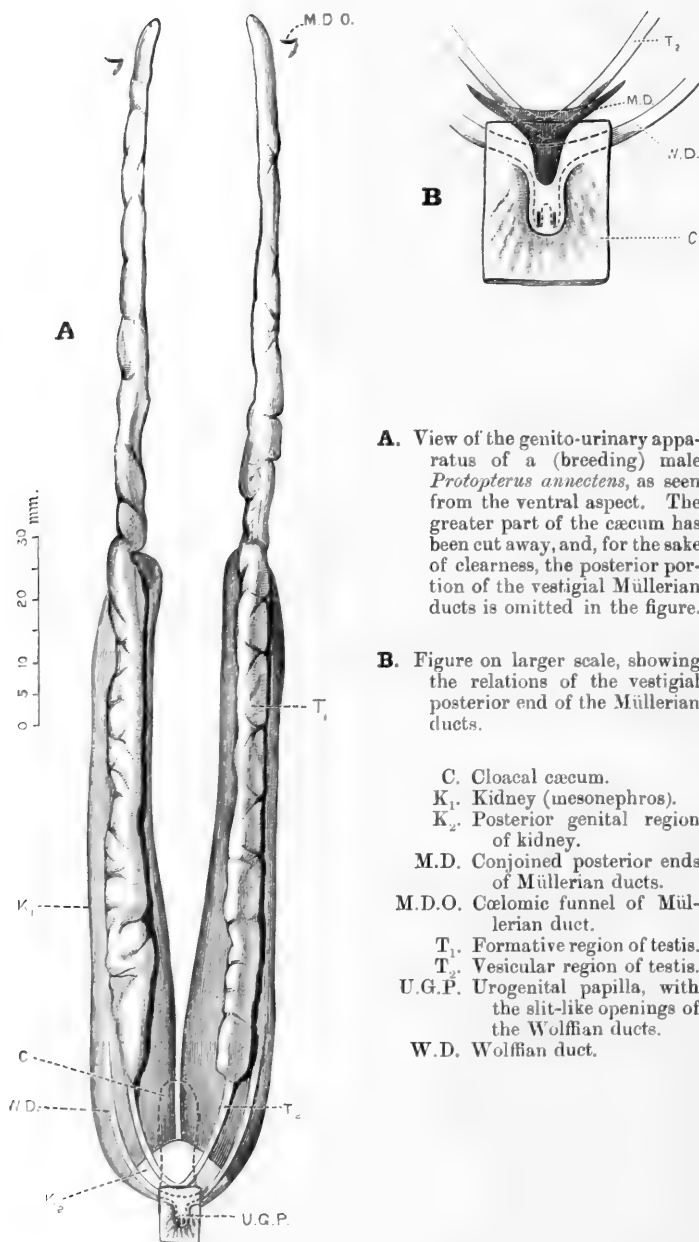 M.D O.
A
30 mm.
20
10
5
0
T₁
K₁
C
W.D.
T₂
K₂
U.G.P.
B
T₂
M.D.
W.D.
C
A. View of the genito-urinary appa-
ratus of a (breeding) male
Protopterus annectens, as seen
from the ventral aspect. The
greater part of the cæcum has
been cut away, and, for the sake
of clearness, the posterior por-
tion of the vestigial Müllerian
ducts is omitted in the figure.
B. Figure on larger scale, showing
the relations of the vestigial
posterior end of the Müllerian
ducts.
C. Cloacal cæcum.
K₁. Kidney (mesonephros).
K₂. Posterior genital region
of kidney.
M.D. Conjoined posterior ends
of Müllerian ducts.
M.D.O. Cœlomic funnel of Mül-
lerian duct.
T₁. Formative region of testis.
T₂. Vesicular region of testis.
U.G.P. Urogenital papilla, with
the slit-like openings of
the Wolffian ducts.
W.D. Wolffian duct.